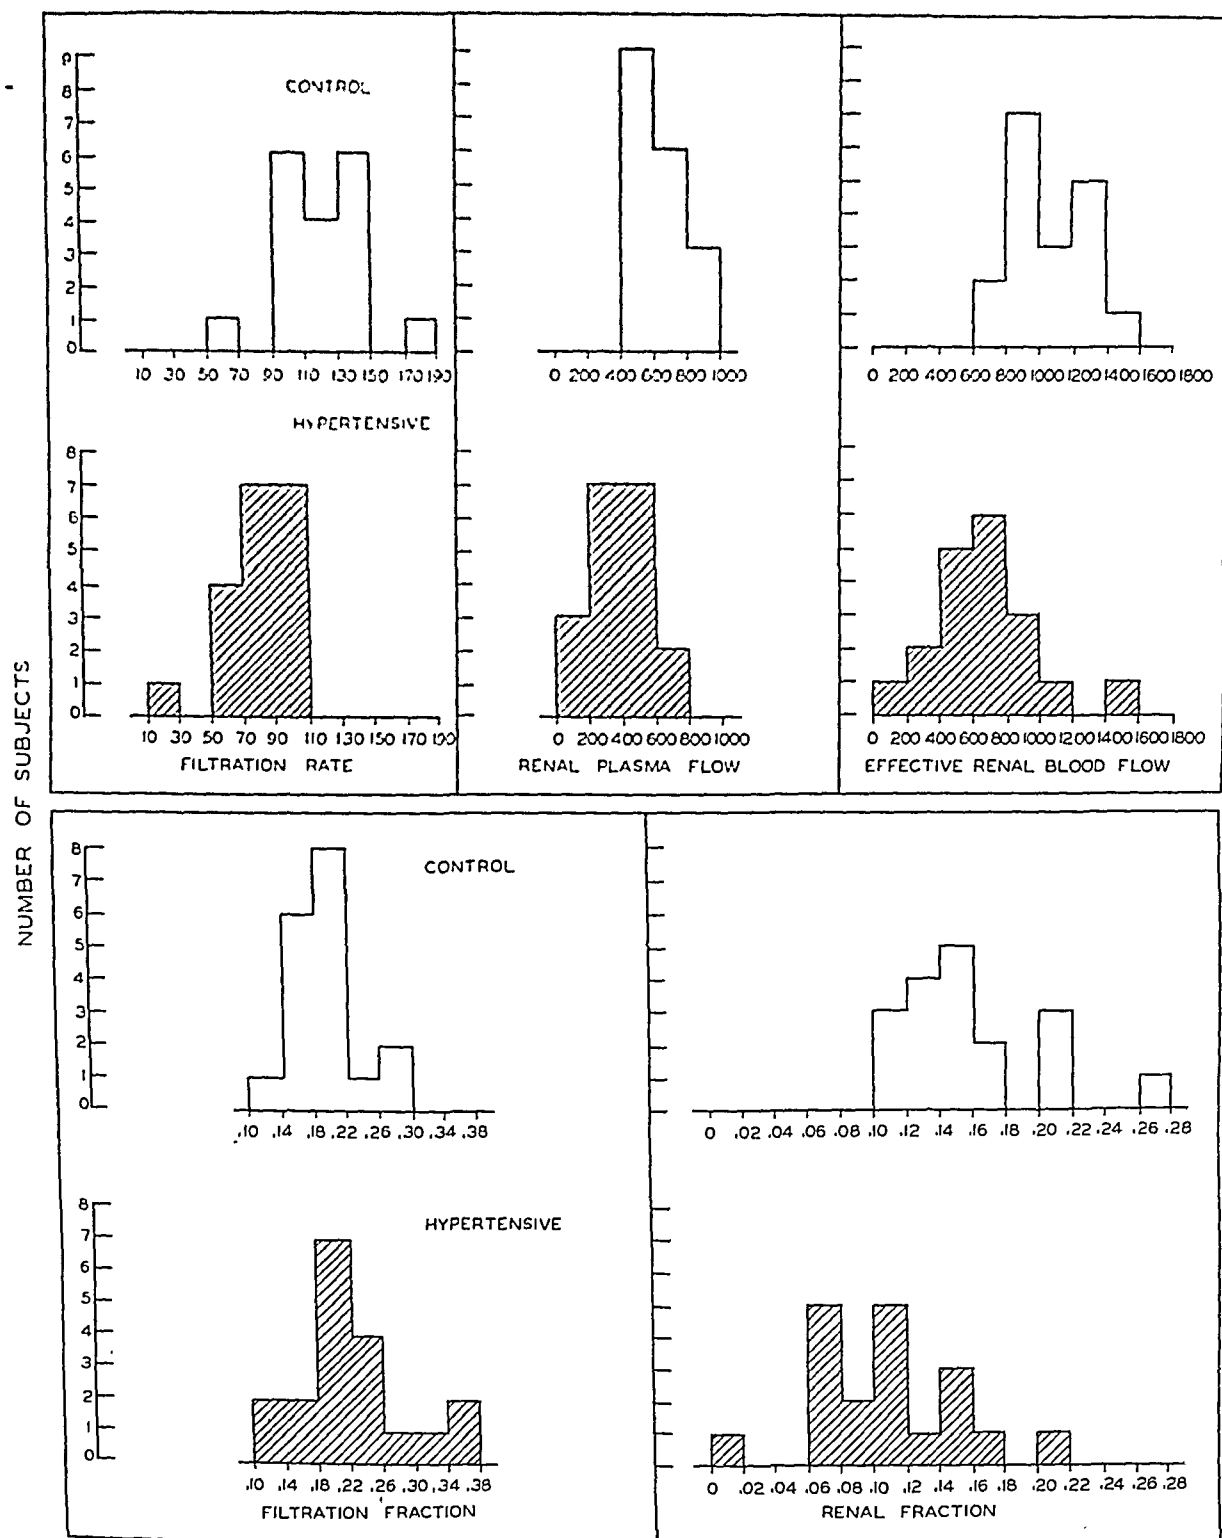 NUMBER OF SUBJECTS
CONTROL
9
8
7
6
5
4
3
2
1
0
10 30 50 70 90 110 130 150 170 190
0 200 400 600 800 1000
0 200 400 600 800 1000 1200 1400 1600 1800
HYPERTENSIVE
8
7
6
5
4
3
2
1
0
10 30 50 70 90 110 130 150 170 190
0 200 400 600 800 1000
0 200 400 600 800 1000 1200 1400 1600 1800
FILTRATION RATE
RENAL PLASMA FLOW
EFFECTIVE RENAL BLOOD FLOW
CONTROL
8
7
6
5
4
3
2
1
0
.10 .14 .18 .22 .26 .30 .34 .38
0 .02 .04 .06 .08 .10 .12 .14 .16 .18 .20 .22 .24 .26 .28
HYPERTENSIVE
8
7
6
5
4
3
2
1
0
.10 .14 .18 .22 .26 .30 .34 .38
0 .02 .04 .06 .08 .10 .12 .14 .16 .18 .20 .22 .24 .26 .28
FILTRATION FRACTION
RENAL FRACTION